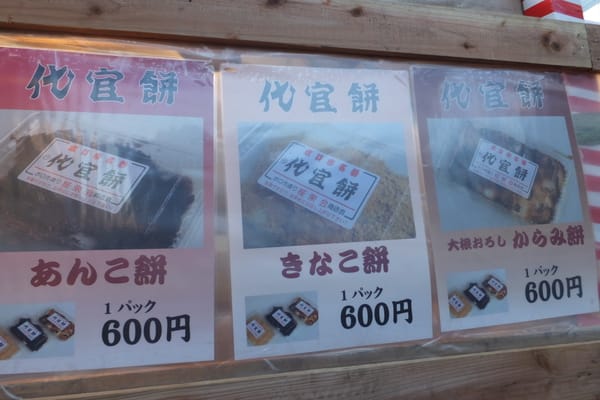 代官餅
代官餅
あんこ餅
1パック
600円
代官餅
代官餅
きなこ餅
1パック
600円
代官餅
代官餅
大根おろし からみ餅
1パック
600円